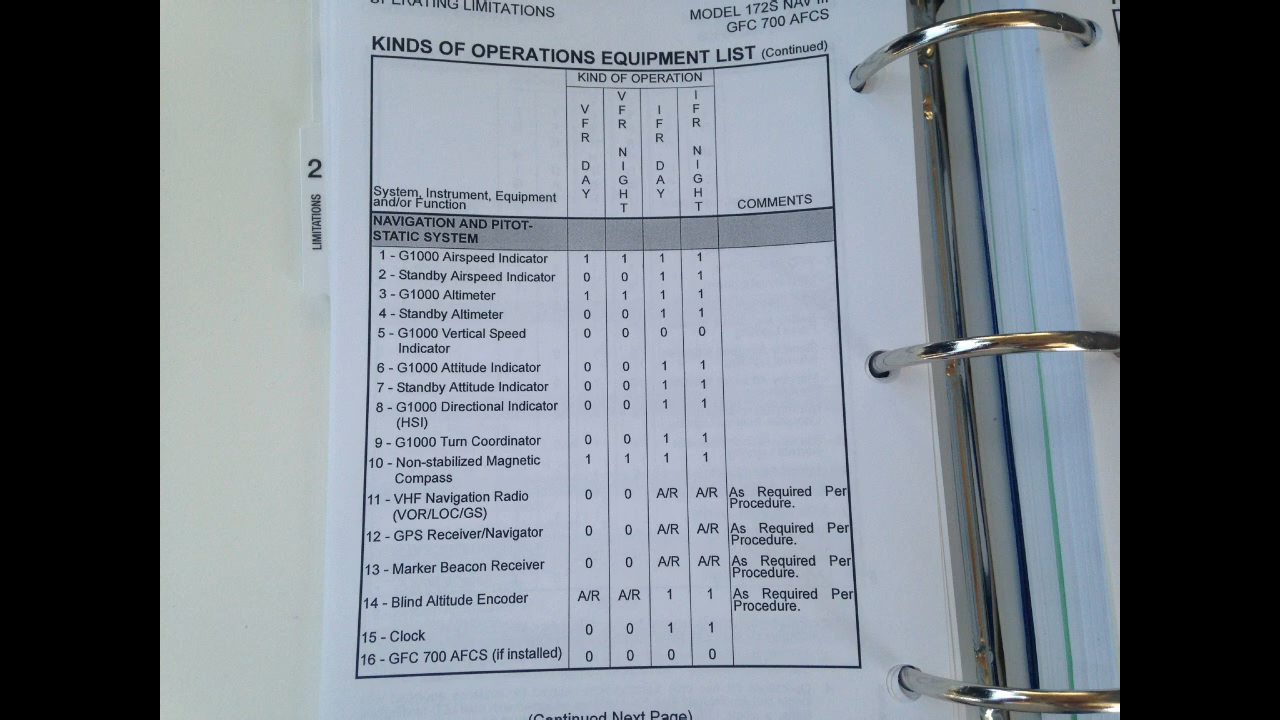 OPERATING LIMITATIONS
MODEL 172S NAV III
GFC 700 AFCS
KINDS OF OPERATIONS EQUIPMENT LIST (Continued)
KIND OF OPERATION
System, Instrument, Equipment
and/or Function
VFR DAY
VFR NIGHT
IFR DAY
IFR NIGHT
COMMENTS
NAVIGATION AND PITOT-
STATIC SYSTEM
1 - G1000 Airspeed Indicator 1 1 1 1
2 - Standby Airspeed Indicator 0 0 1 1
3 - G1000 Altimeter 1 1 1 1
4 - Standby Altimeter 0 0 1 1
5 - G1000 Vertical Speed 0 0 0 0
Indicator
6 - G1000 Attitude Indicator 0 0 1 1
7 - Standby Attitude Indicator 0 0 1 1
8 - G1000 Directional Indicator 0 0 1 1
(HSI)
9 - G1000 Turn Coordinator 0 0 1 1
10 - Non-stabilized Magnetic 1 1 1 1
Compass
11 - VHF Navigation Radio 0 0 A/R A/R As Required Per
(VOR/LOC/GS) Procedure.
12 - GPS Receiver/Navigator 0 0 A/R A/R As Required Per
Procedure.
13 - Marker Beacon Receiver 0 0 A/R A/R As Required Per
Procedure.
14 - Blind Altitude Encoder A/R A/R 1 1 As Required Per
Procedure.
15 - Clock 0 0 1 1
16 - GFC 700 AFCS (if installed) 0 0 0 0
(Continued Next Page)
2
LIMITATIONS